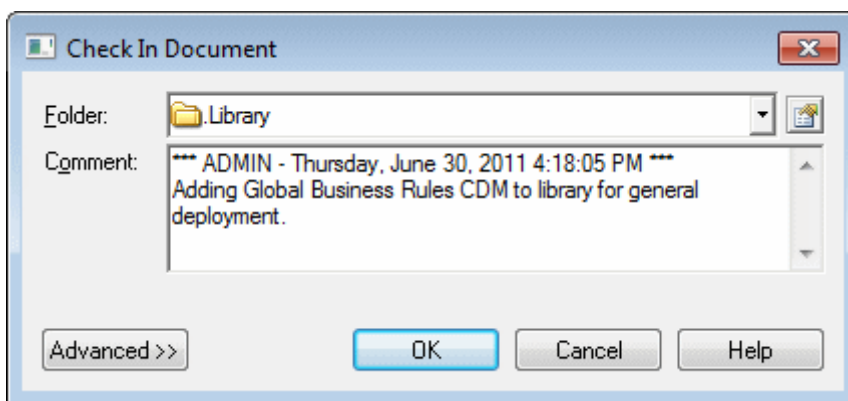 Check In Document
Folder:
.Library
Comment:
*** ADMIN - Thursday, June 30, 2011 4:18:05 PM ***
Adding Global Business Rules CDM to library for general
deployment.
Advanced >>
OK
Cancel
Help